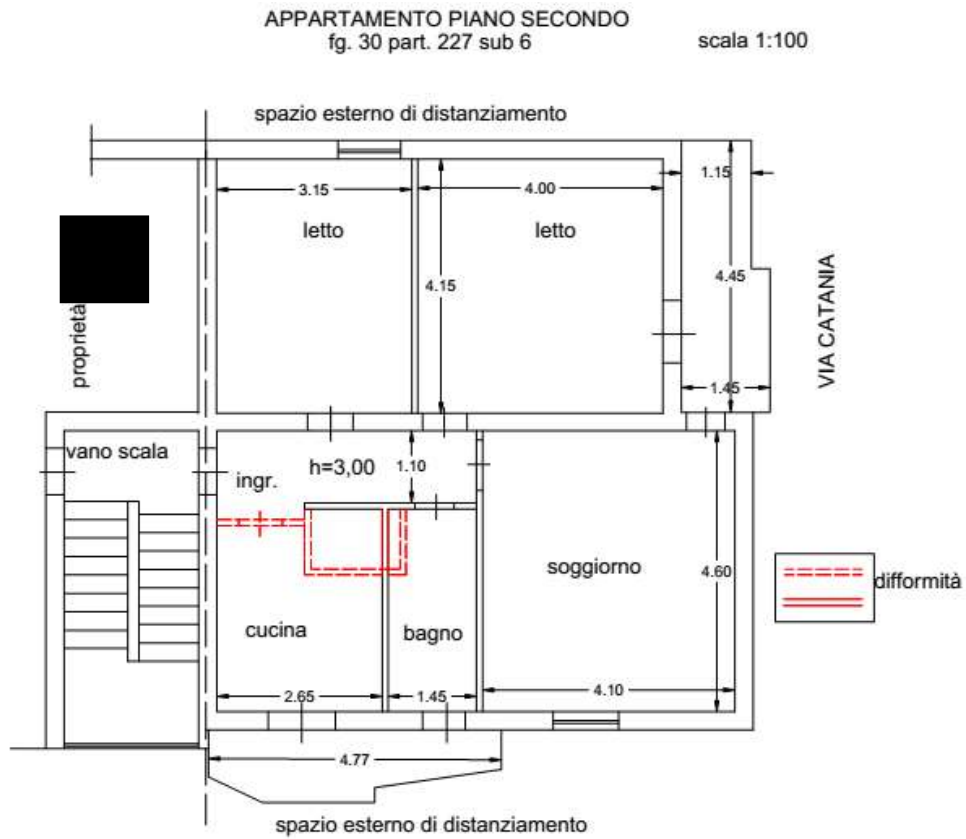 APPARTAMENTO PIANO SECONDO
fg. 30 part. 227 sub 6
scala 1:100
spazio esterno di distanziamento
3.15
4.00
1.15
letto
letto
4.15
4.45
proprietà
VIA CATANIA
1.45
vano scala
ingr.
h=3,00
1.10
soggiorno
4.60
difformità
cucina
bagno
2.65
1.45
4.10
4.77
spazio esterno di distanziamento